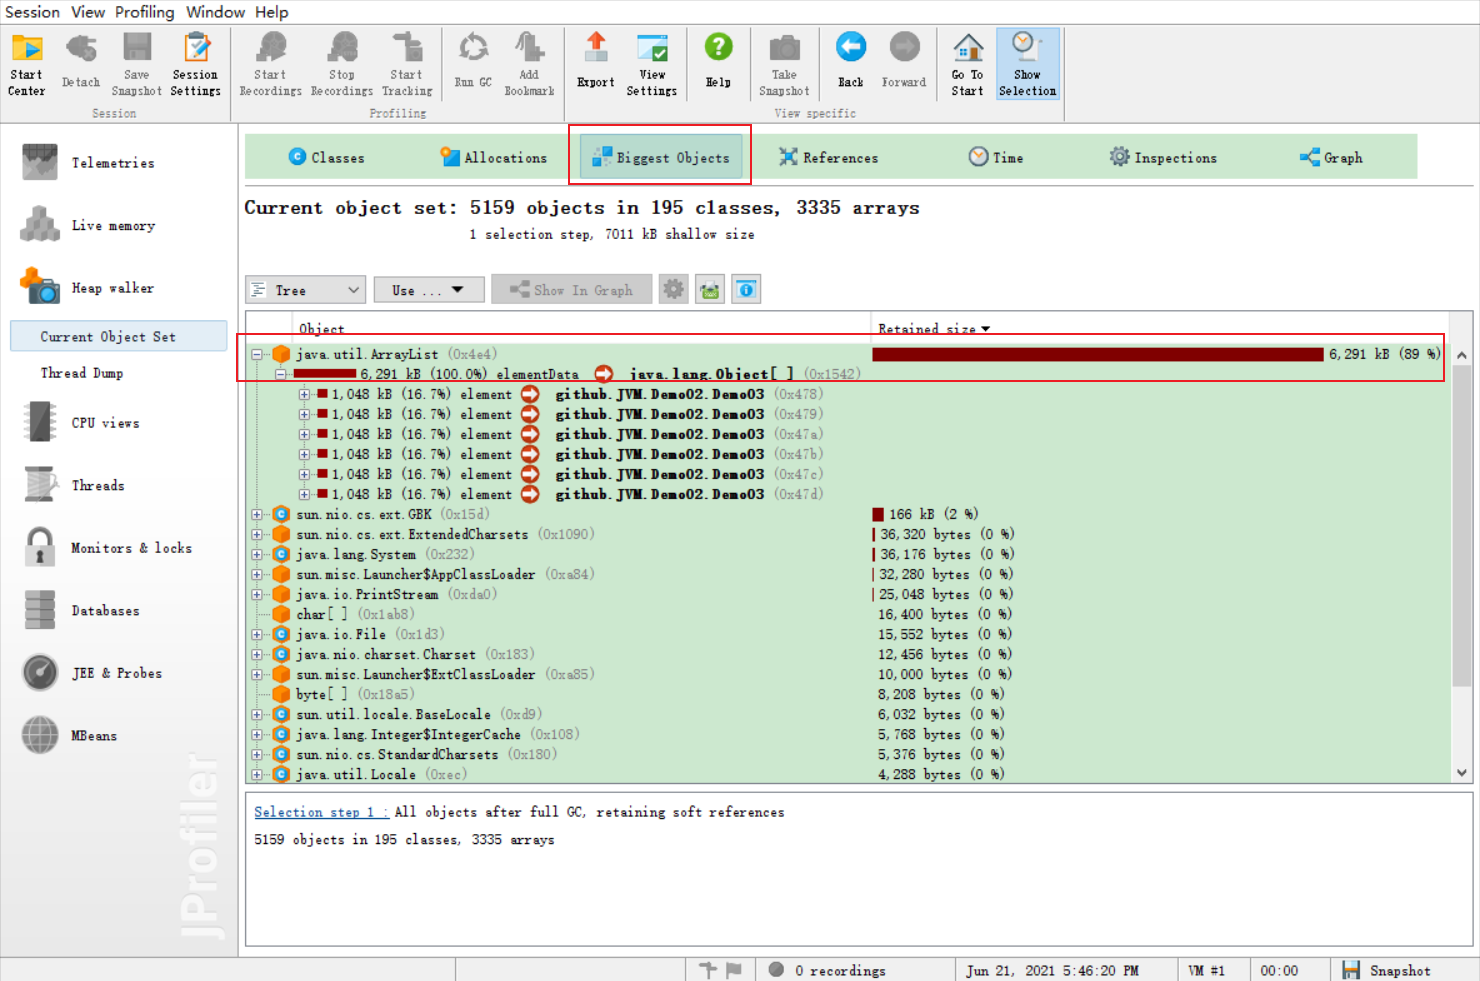 Session View Profiling Window Help
Start Center
Detach
Save Snapshot
Session Settings
Start Recordings
Stop Recordings
Start Tracking
Run GC
Add Bookmark
Export
View Settings
Help
Take Snapshot
Back
Forward
Go To Start
Show Selection
Session
Profiling
View specific
Telemetries
Live memory
Heap walker
Current Object Set
Thread Dump
CPU views
Threads
Monitors & locks
Databases
JEE & Probes
MBeans
JProfiler
Classes Allocations Biggest Objects References Time Inspections Graph
Current object set: 5159 objects in 195 classes, 3335 arrays
1 selection step, 7011 kB shallow size
Tree Use ... Show In Graph
Object Retained size
java.util.ArrayList (0x4e4) 6,291 kB (89 %)
6,291 kB (100.0%) elementData java.lang.Object[ ] (0x1542)
1,048 kB (16.7%) element github.JVM.Demo02.Demo03 (0x478)
1,048 kB (16.7%) element github.JVM.Demo02.Demo03 (0x479)
1,048 kB (16.7%) element github.JVM.Demo02.Demo03 (0x47a)
1,048 kB (16.7%) element github.JVM.Demo02.Demo03 (0x47b)
1,048 kB (16.7%) element github.JVM.Demo02.Demo03 (0x47c)
1,048 kB (16.7%) element github.JVM.Demo02.Demo03 (0x47d)
sun.nio.cs.ext.GBK (0x15d) 166 kB (2 %)
sun.nio.cs.ext.ExtendedCharsets (0x1090) 36,320 bytes (0 %)
java.lang.System (0x232) 36,176 bytes (0 %)
sun.misc.Launcher$AppClassLoader (0xa84) 32,280 bytes (0 %)
java.io.PrintStream (0xda0) 25,048 bytes (0 %)
char[ ] (0x1ab8) 16,400 bytes (0 %)
java.io.File (0x1d3) 15,552 bytes (0 %)
java.nio.charset.Charset (0x183) 12,456 bytes (0 %)
sun.misc.Launcher$ExtClassLoader (0xa85) 10,000 bytes (0 %)
byte[ ] (0x18a5) 8,208 bytes (0 %)
sun.util.locale.BaseLocale (0xd9) 6,032 bytes (0 %)
java.lang.Integer$IntegerCache (0x108) 5,768 bytes (0 %)
sun.nio.cs.StandardCharsets (0x180) 5,376 bytes (0 %)
java.util.Locale (0xec) 4,288 bytes (0 %)
Selection step 1 : All objects after full GC, retaining soft references
5159 objects in 195 classes, 3335 arrays
0 recordings Jun 21, 2021 5:46:20 PM VM #1 00:00 Snapshot